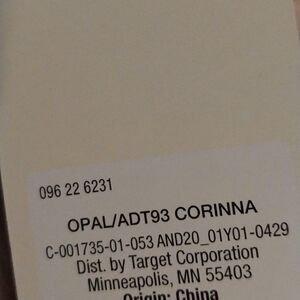 096 22 6231
OPAL/ADT93 CORINNA
C-001735-01-053 AND20_01Y01-0429
Dist. by Target Corporation
Minneapolis, MN 55403
Origin: China